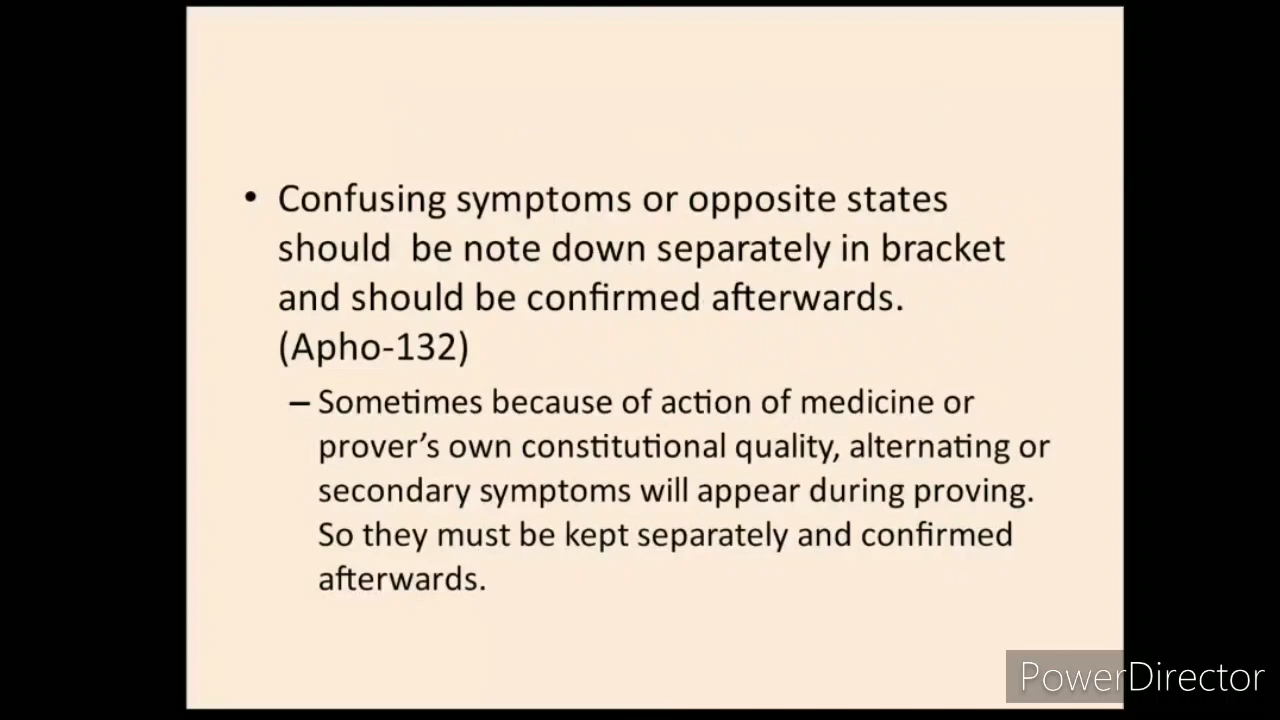 • Confusing symptoms or opposite states
should be note down separately in bracket
and should be confirmed afterwards.
(Apho-132)
– Sometimes because of action of medicine or
prover's own constitutional quality, alternating or
secondary symptoms will appear during proving.
So they must be kept separately and confirmed
afterwards.
PowerDirector